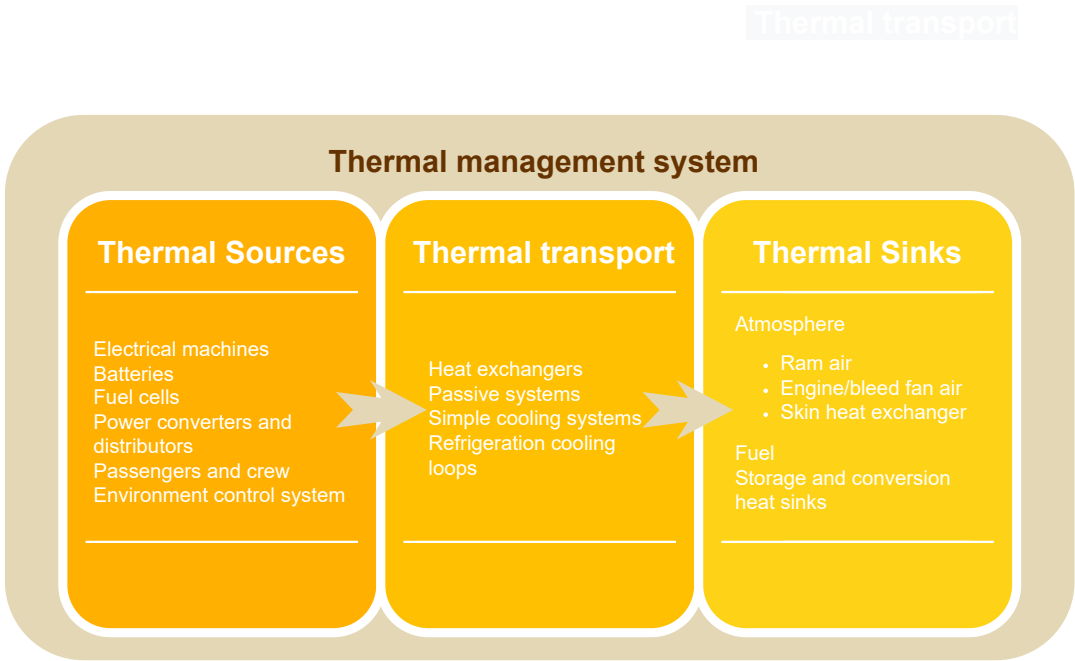 Thermal transport
Thermal management system
Thermal Sources
Electrical machines
Batteries
Fuel cells
Power converters and
distributors
Passengers and crew
Environment control system
Thermal transport
Heat exchangers
Passive systems
Simple cooling systems
Refrigeration cooling
loops
Thermal Sinks
Atmosphere
• Ram air
• Engine/bleed fan air
• Skin heat exchanger
Fuel
Storage and conversion
heat sinks